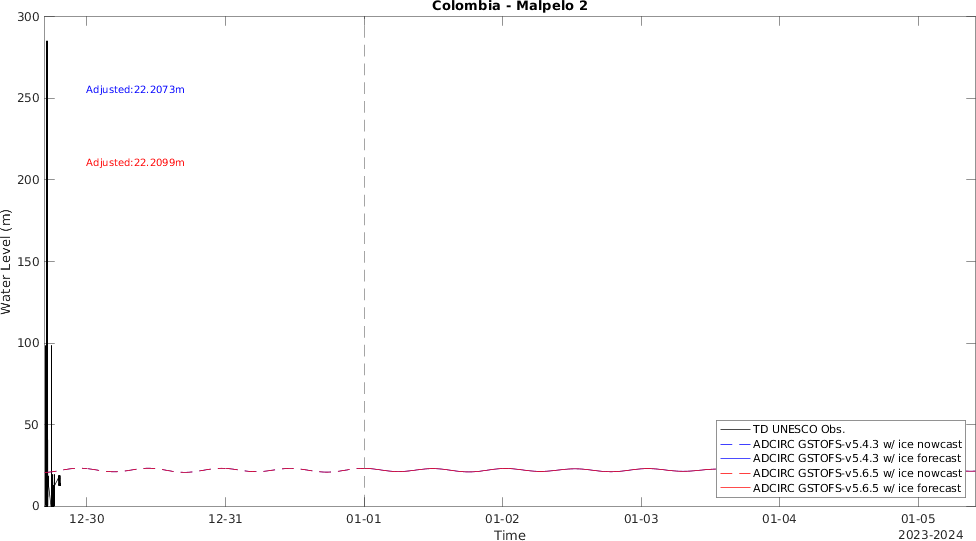 Colombia - Malpelo 2
300
250
200
150
100
50
0
Water Level (m)
Adjusted:22.2073m
Adjusted:22.2099m
TD UNESCO Obs.
ADCIRC GSTOFS-v5.4.3 w/ ice nowcast
ADCIRC GSTOFS-v5.4.3 w/ ice forecast
ADCIRC GSTOFS-v5.6.5 w/ ice nowcast
ADCIRC GSTOFS-v5.6.5 w/ ice forecast
12-30 12-31 01-01 01-02 01-03 01-04 01-05
Time
2023-2024